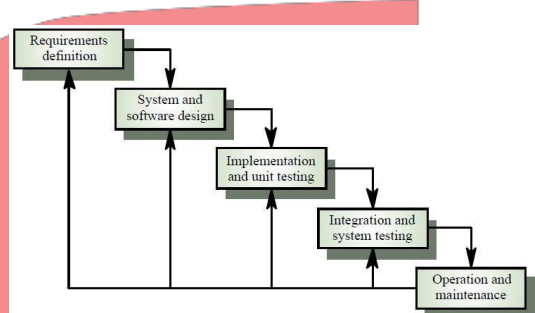 Requirements
definition
System and
software design
Implementation
and unit testing
Integration and
system testing
Operation and
maintenance